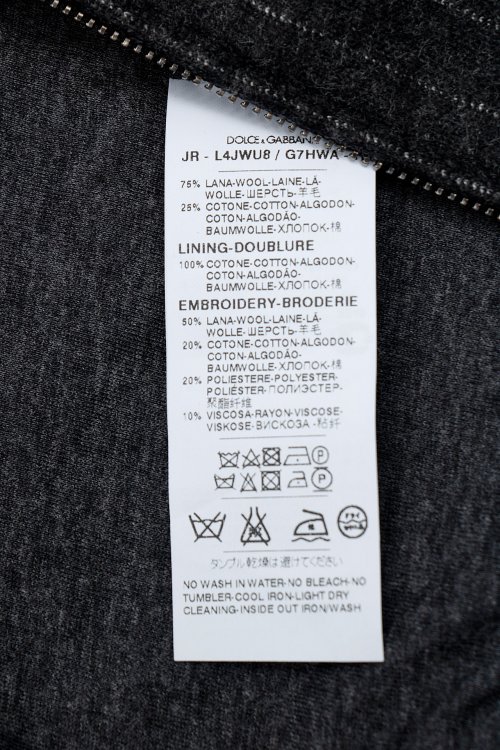 DOLCE & GABBAN
JR - L4JWU8 / G7HWA -
75% LANA-WOOL-LAINE-LÃ-
WOLLE-ШЕРСТЬ-羊毛
25% COTONE-COTTON-ALGODON-
COTON-ALGODÃO-
BAUMWOLLE-ХЛОПОК-棉
LINING-DOUBLURE
100% COTONE-COTTON-ALGODON-
COTON-ALGODÃO-
BAUMWOLLE-ХЛОПОК-棉
EMBROIDERY-BRODERIE
50% LANA-WOOL-LAINE-LÃ-
WOLLE-ШЕРСТЬ-羊毛
20% COTONE-COTTON-ALGODON-
COTON-ALGODÃO-
BAUMWOLLE-ХЛОПОК-棉
20% POLIESTERE-POLYESTER-
POLIÉSTER-ПОЛИЭСТЕР-
聚酯纤维
10% VISCOSA-RAYON-VISCOSE-
VISKOSE-ВИСКОЗА-粘纤
P
P
ドライ
タンブル乾燥は避けてください
NO WASH IN WATER-NO BLEACH-NO
TUMBLER-COOL IRON-LIGHT DRY
CLEANING-INSIDE OUT IRON/WASH